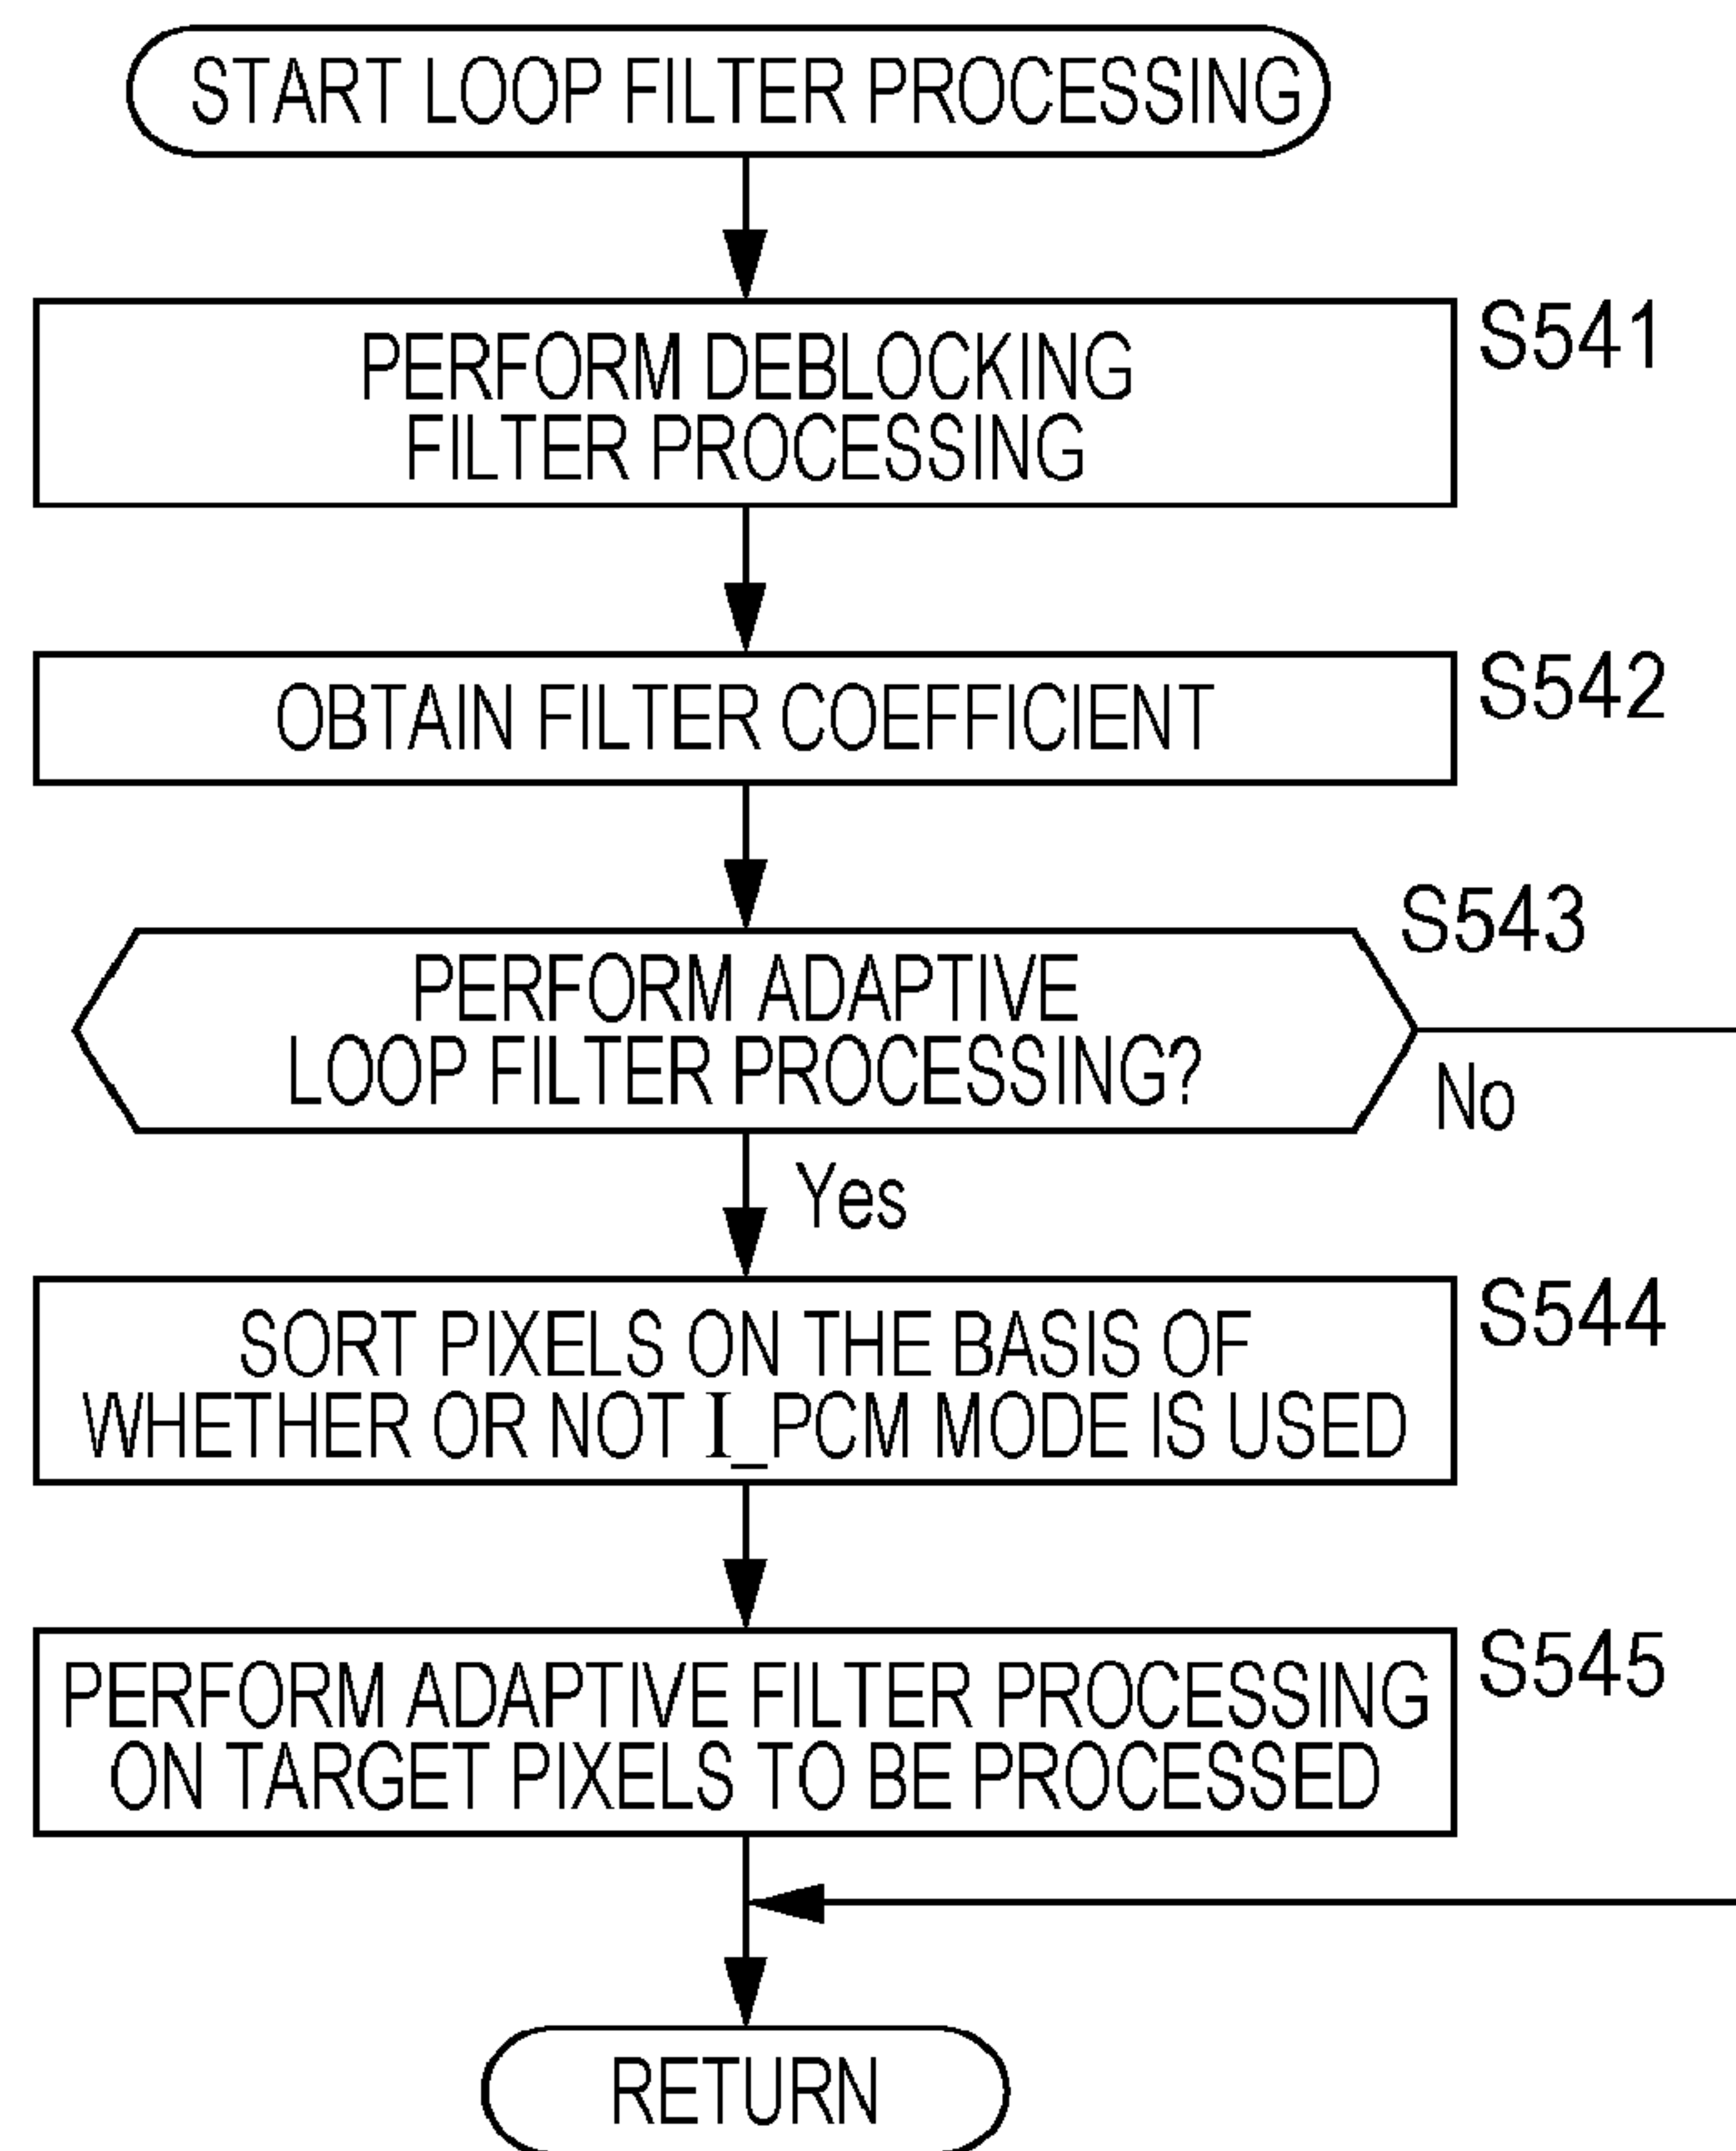 START LOOP FILTER PROCESSING
PERFORM DEBLOCKING
FILTER PROCESSING
S541
OBTAIN FILTER COEFFICIENT
S542
PERFORM ADAPTIVE
LOOP FILTER PROCESSING?
S543
No
Yes
SORT PIXELS ON THE BASIS OF
WHETHER OR NOT I_PCM MODE IS USED
S544
PERFORM ADAPTIVE FILTER PROCESSING
ON TARGET PIXELS TO BE PROCESSED
S545
RETURN